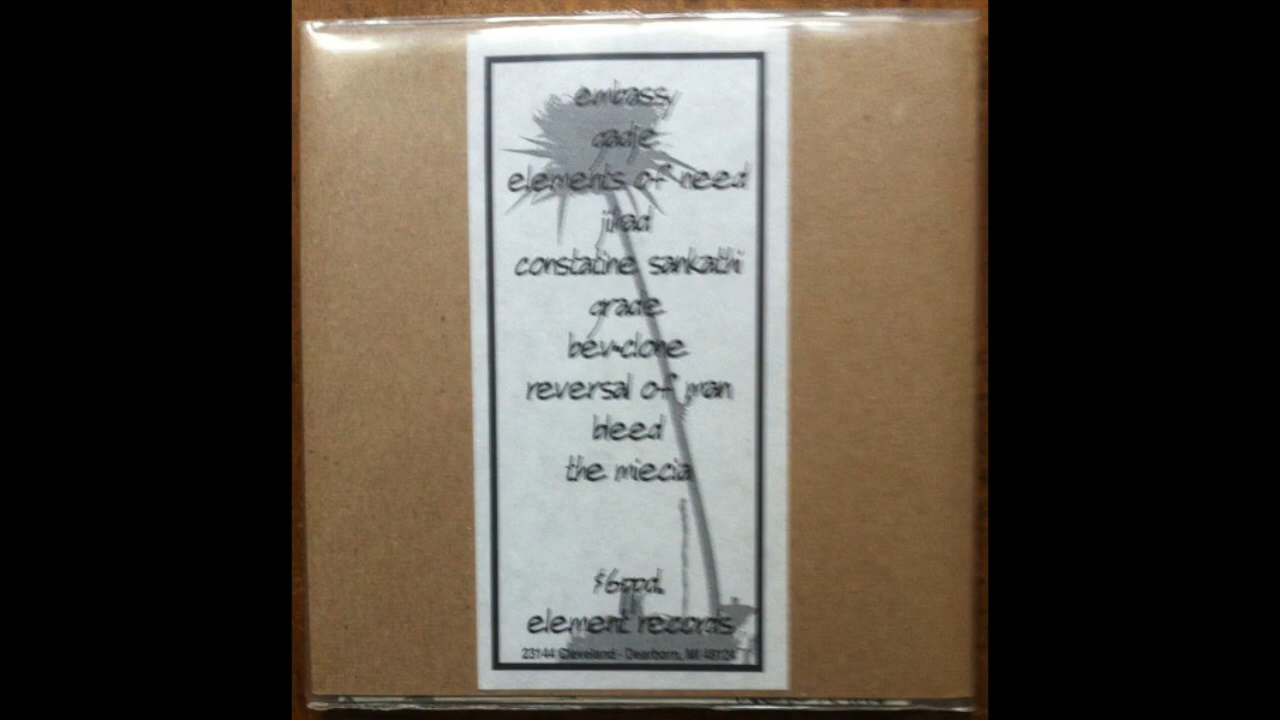 embassy
gadje
elements of need
jihad
constatine sankathi
grade
bev-clone
reversal of man
bleed
the miecia
$6ppd.
element records
23144 Cleveland - Dearborn, MI 48124